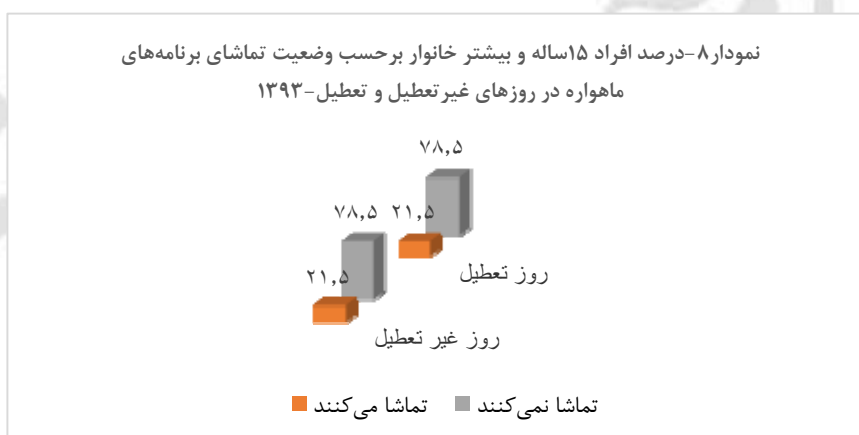 نمودار۸-درصد افراد ۱۵ساله و بیشتر خانوار برحسب وضعیت تماشای برنامه‌های
ماهواره در روزهای غیرتعطیل و تعطیل-۱۳۹۳
۷۸,۵
۲۱,۵
۷۸,۵
۲۱,۵
روز تعطیل
روز غیر تعطیل
تماشا نمی‌کنند
تماشا می‌کنند